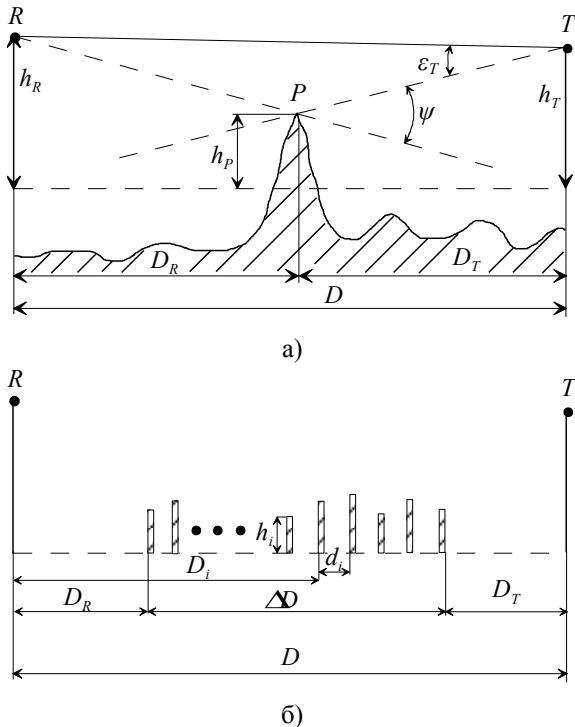 R T
h_R ε_T h_T
P ψ
h_P
D_R D_T
D
а)
R T
h_i
D_i d_i
D_R ΔD D_T
D
б)